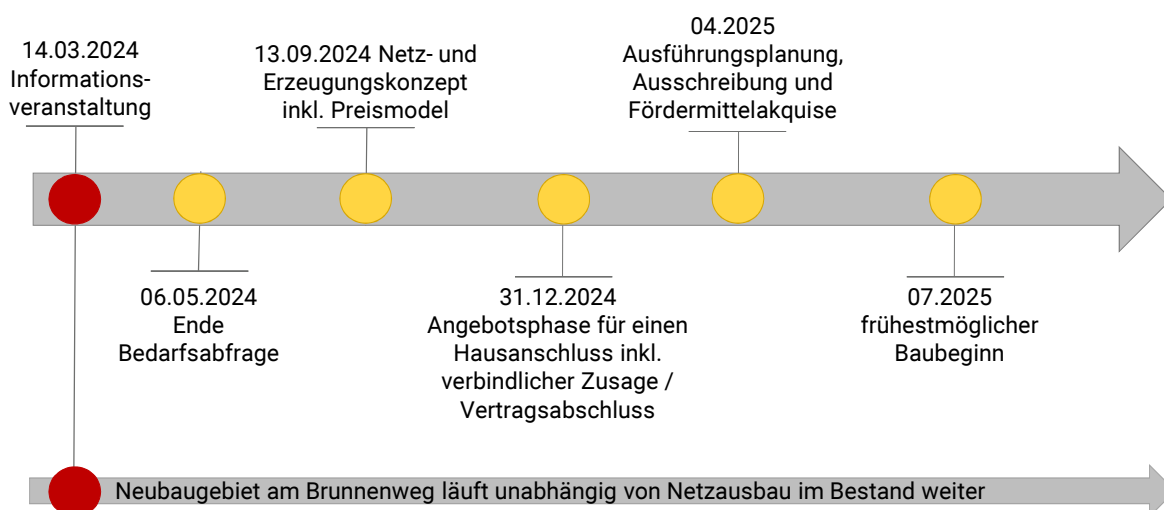 14.03.2024
Informations-
veranstaltung
13.09.2024 Netz- und
Erzeugungskonzept
inkl. Preismodel
04.2025
Ausführungsplanung,
Ausschreibung und
Fördermittelakquise
06.05.2024
Ende
Bedarfsabfrage
31.12.2024
Angebotsphase für einen
Hausanschluss inkl.
verbindlicher Zusage /
Vertragsabschluss
07.2025
frühestmöglicher
Baubeginn
Neubaugebiet am Brunnenweg läuft unabhängig von Netzausbau im Bestand weiter